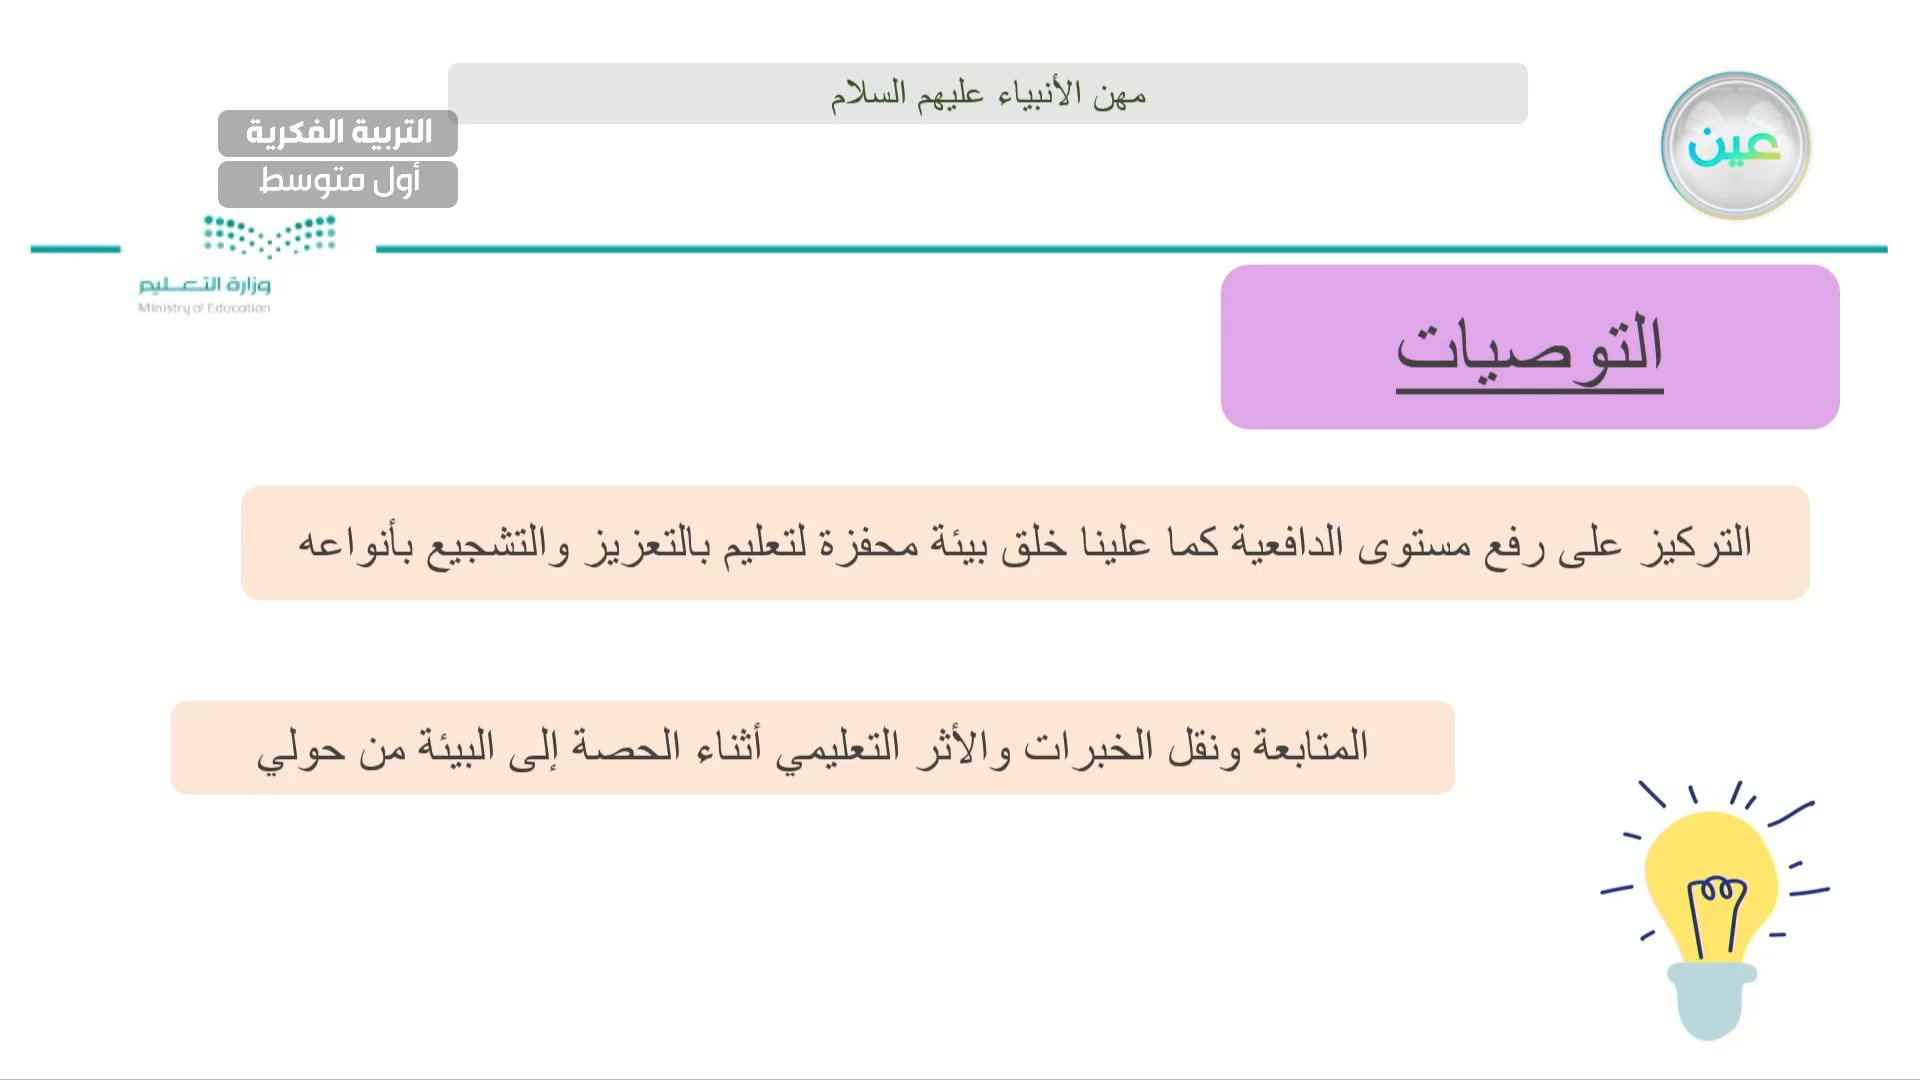 مهن الأنبياء عليهم السلام
عين
التربية الفكرية
أول متوسط
وزارة التعليم
Ministry of Education
التوصيات
التركيز على رفع مستوى الدافعية كما علينا خلق بيئة محفزة لتعليم بالتعزيز والتشجيع بأنواعه
المتابعة ونقل الخبرات والأثر التعليمي أثناء الحصة إلى البيئة من حولي